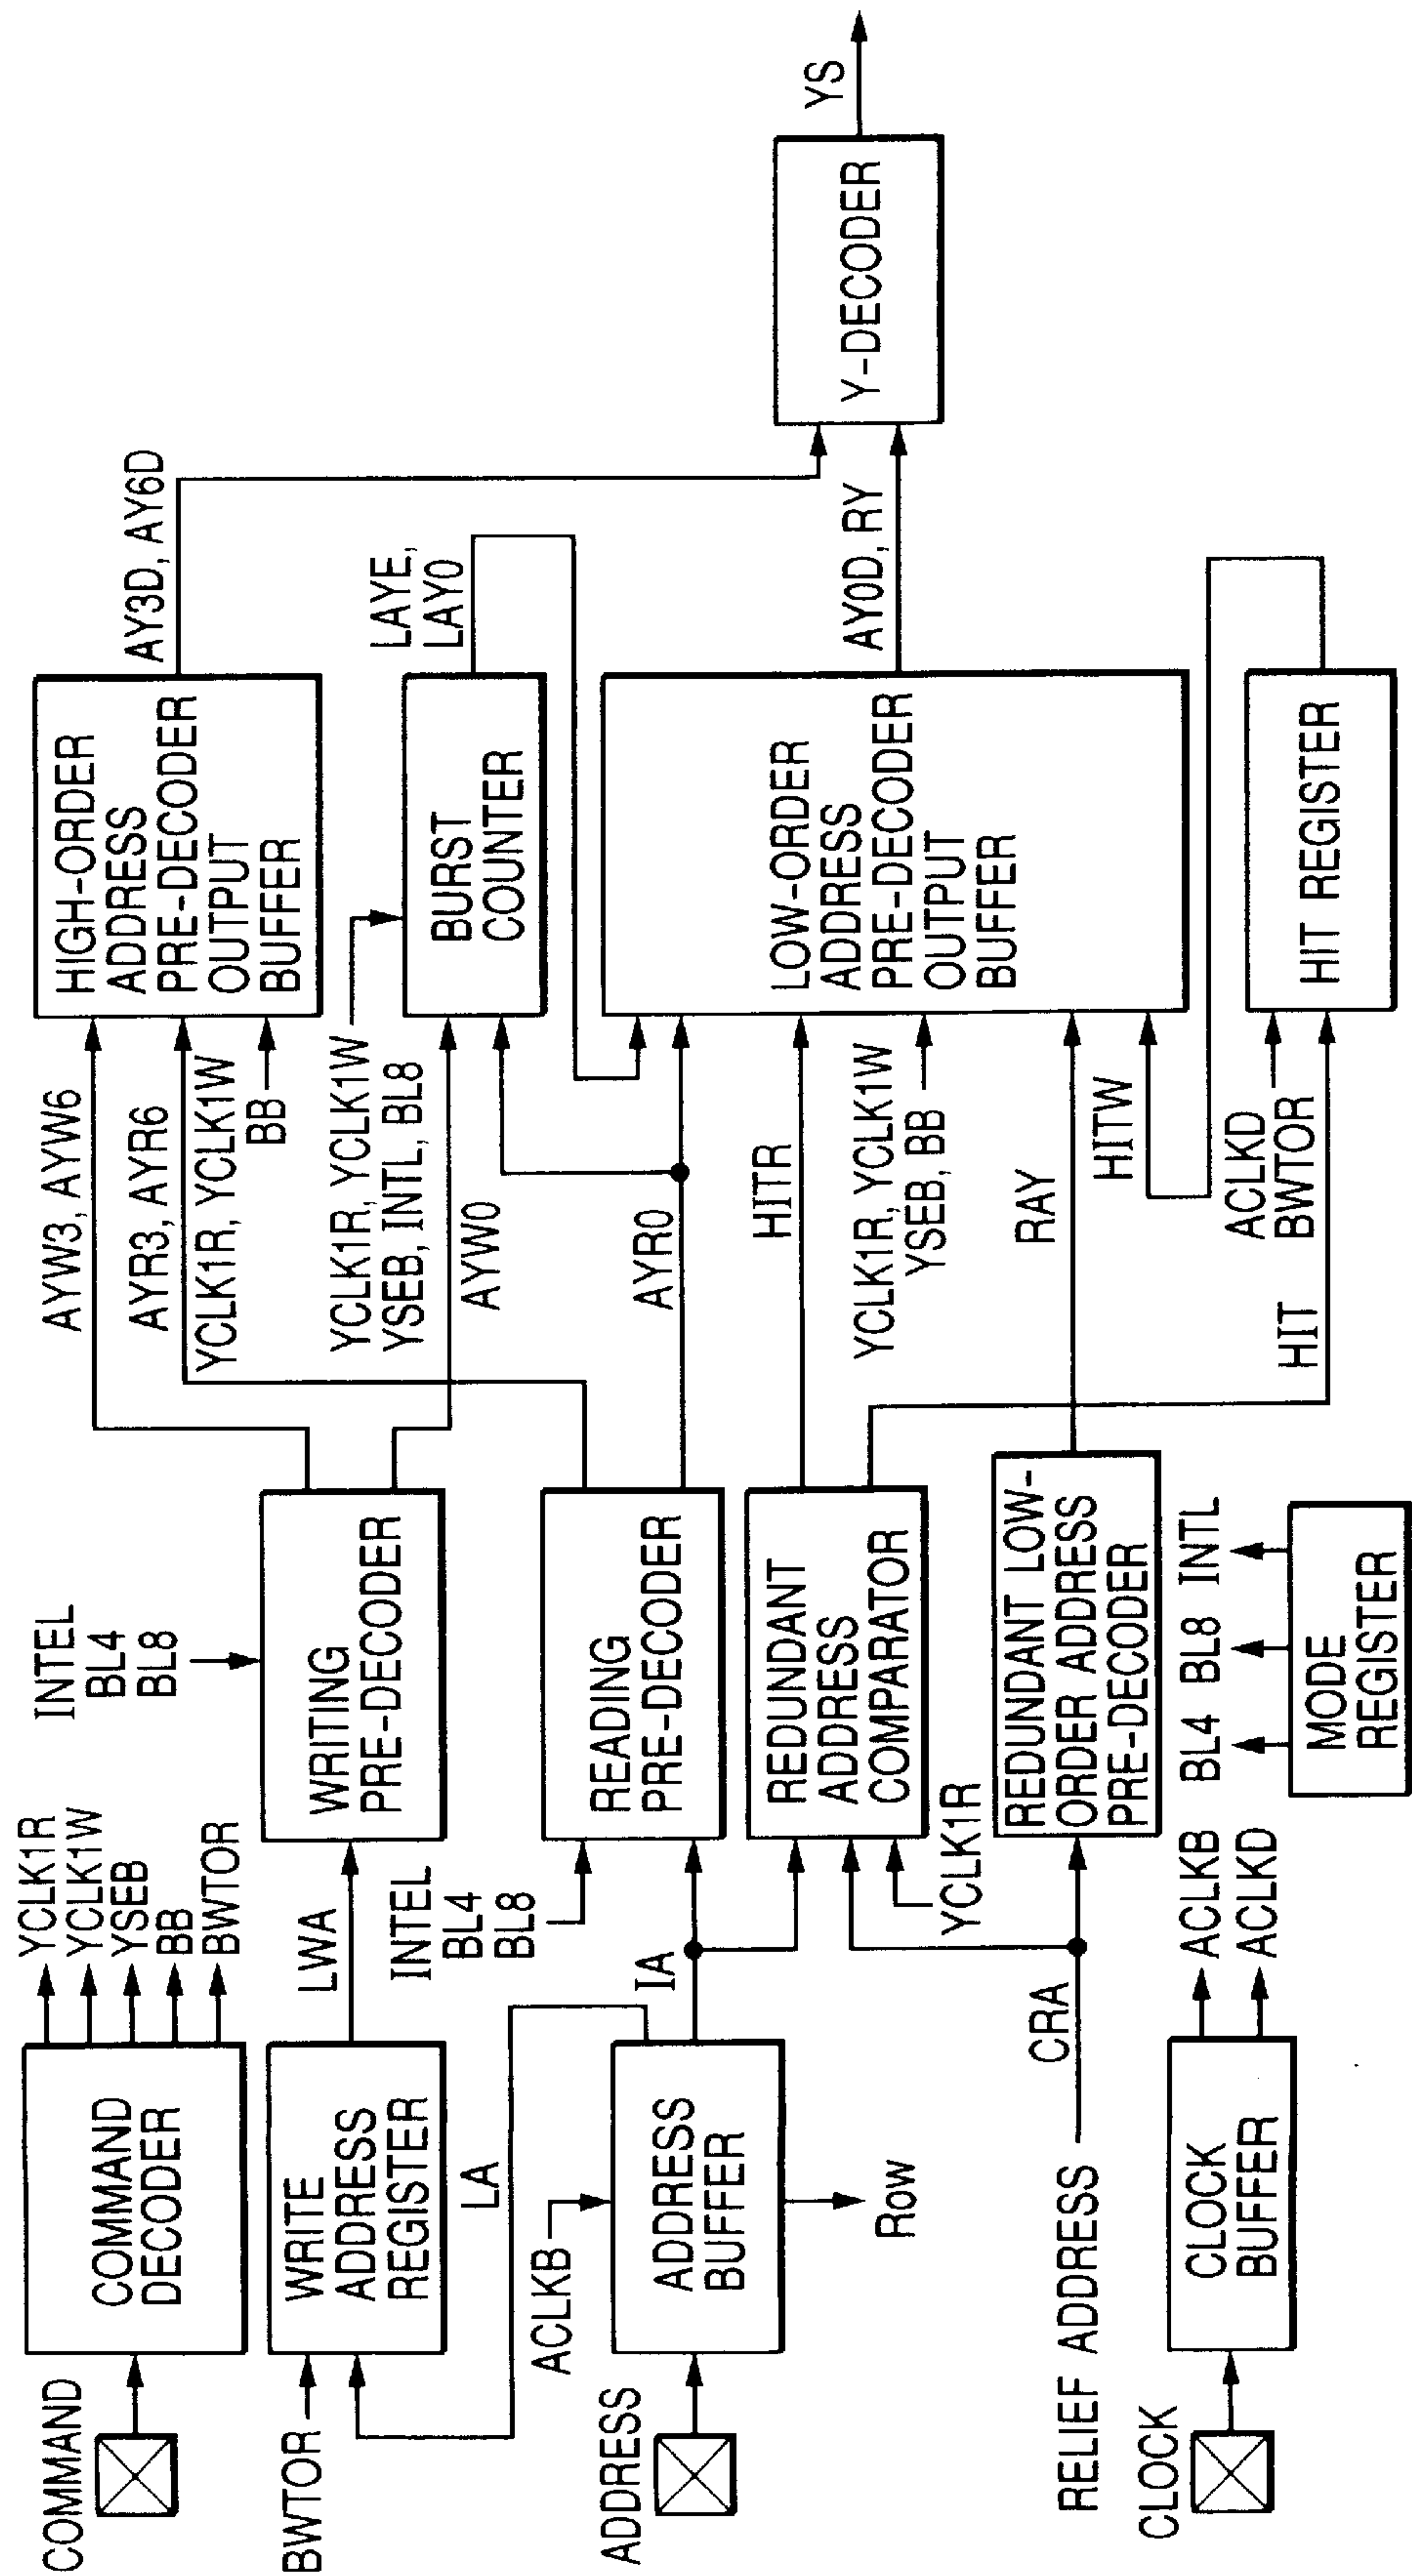 COMMAND
COMMAND
DECODER
YCLK1R
YCLK1W
YSEB
BB
BWTOR
BWTOR
WRITE
ADDRESS
REGISTER
LWA
INTEL
BL4
BL8
WRITING
PRE-DECODER
AYW3, AYW6
AYR3, AYR6
YCLK1R, YCLK1W
BB
HIGH-ORDER
ADDRESS
PRE-DECODER
OUTPUT
BUFFER
AY3D, AY6D
YCLK1R, YCLK1W
YSEB, INTL, BL8
AYW0
BURST
COUNTER
LAYE,
LAY0
LA
ACLKB
ADDRESS
ADDRESS
BUFFER
Row
IA
INTEL
BL4
BL8
READING
PRE-DECODER
AYR0
REDUNDANT
ADDRESS
COMPARATOR
YCLK1R
HITR
YCLK1R, YCLK1W
YSEB, BB
RAY
HITW
LOW-ORDER
ADDRESS
PRE-DECODER
OUTPUT
BUFFER
AY0D, RY
Y-DECODER
YS
RELIEF ADDRESS
CRA
REDUNDANT LOW-
ORDER ADDRESS
PRE-DECODER
HIT
ACLKD
BWTOR
HIT REGISTER
CLOCK
CLOCK
BUFFER
ACLKB
ACLKD
BL4 BL8 INTL
MODE
REGISTER